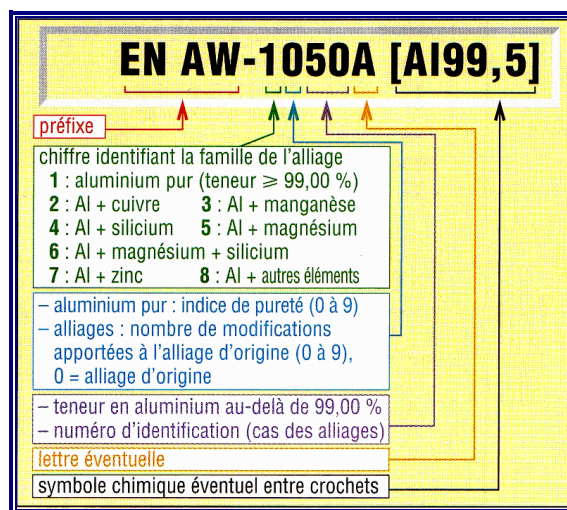 EN AW-1050A [Al99,5]
préfixe
chiffre identifiant la famille de l'alliage
1 : aluminium pur (teneur ⩾ 99,00 %)
2 : Al + cuivre 3 : Al + manganèse
4 : Al + silicium 5 : Al + magnésium
6 : Al + magnésium + silicium
7 : Al + zinc 8 : Al + autres éléments
– aluminium pur : indice de pureté (0 à 9)
– alliages : nombre de modifications
apportées à l'alliage d'origine (0 à 9),
0 = alliage d'origine
– teneur en aluminium au-delà de 99,00 %
– numéro d'identification (cas des alliages)
lettre éventuelle
symbole chimique éventuel entre crochets